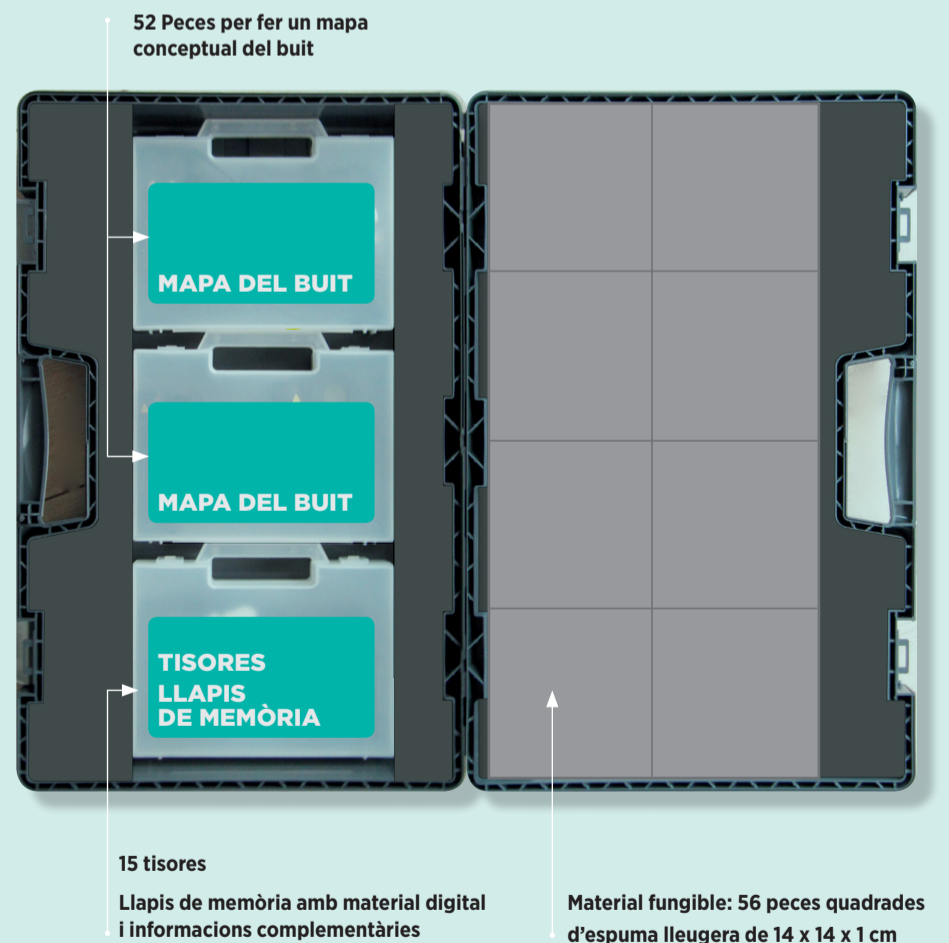 52 Peces per fer un mapa
conceptual del buit
MAPA DEL BUIT
MAPA DEL BUIT
TISORES
LLAPIS
DE MEMÒRIA
15 tisores
Llapis de memòria amb material digital
i informacions complementàries
Material fungible: 56 peces quadrades
d'espuma lleugera de 14 x 14 x 1 cm